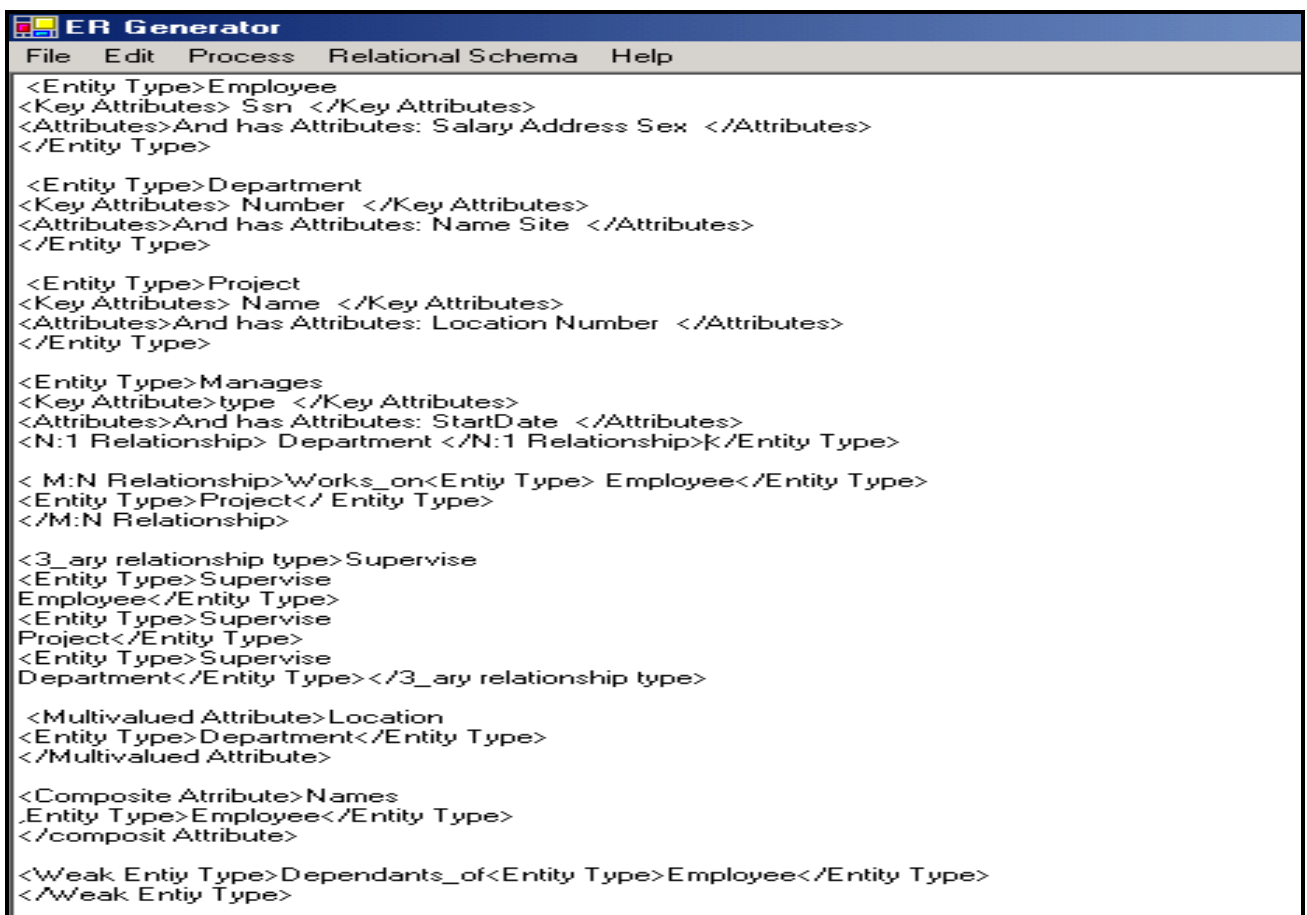 ER Generator
File Edit Process Relational Schema Help
<Entity Type>Employee
<Key Attributes> Ssn </Key Attributes>
<Attributes>And has Attributes: Salary Address Sex </Attributes>
</Entity Type>
<Entity Type>Department
<Key Attributes> Number </Key Attributes>
<Attributes>And has Attributes: Name Site </Attributes>
</Entity Type>
<Entity Type>Project
<Key Attributes> Name </Key Attributes>
<Attributes>And has Attributes: Location Number </Attributes>
</Entity Type>
<Entity Type>Manages
<Key Attribute>type </Key Attributes>
<Attributes>And has Attributes: StartDate </Attributes>
<N:1 Relationship> Department </N:1 Relationship></Entity Type>
< M:N Relationship>Works_on<Entiy Type> Employee</Entity Type>
<Entity Type>Project</ Entity Type>
</M:N Relationship>
<3_ary relationship type>Supervise
<Entity Type>Supervise
Employee</Entity Type>
<Entity Type>Supervise
Project</Entity Type>
<Entity Type>Supervise
Department</Entity Type></3_ary relationship type>
<Multivalued Attribute>Location
<Entity Type>Department</Entity Type>
</Multivalued Attribute>
<Composite Atrribute>Names
,Entity Type>Employee</Entity Type>
</composit Attribute>
<Weak Entiy Type>Dependants_of<Entity Type>Employee</Entity Type>
</Weak Entiy Type>